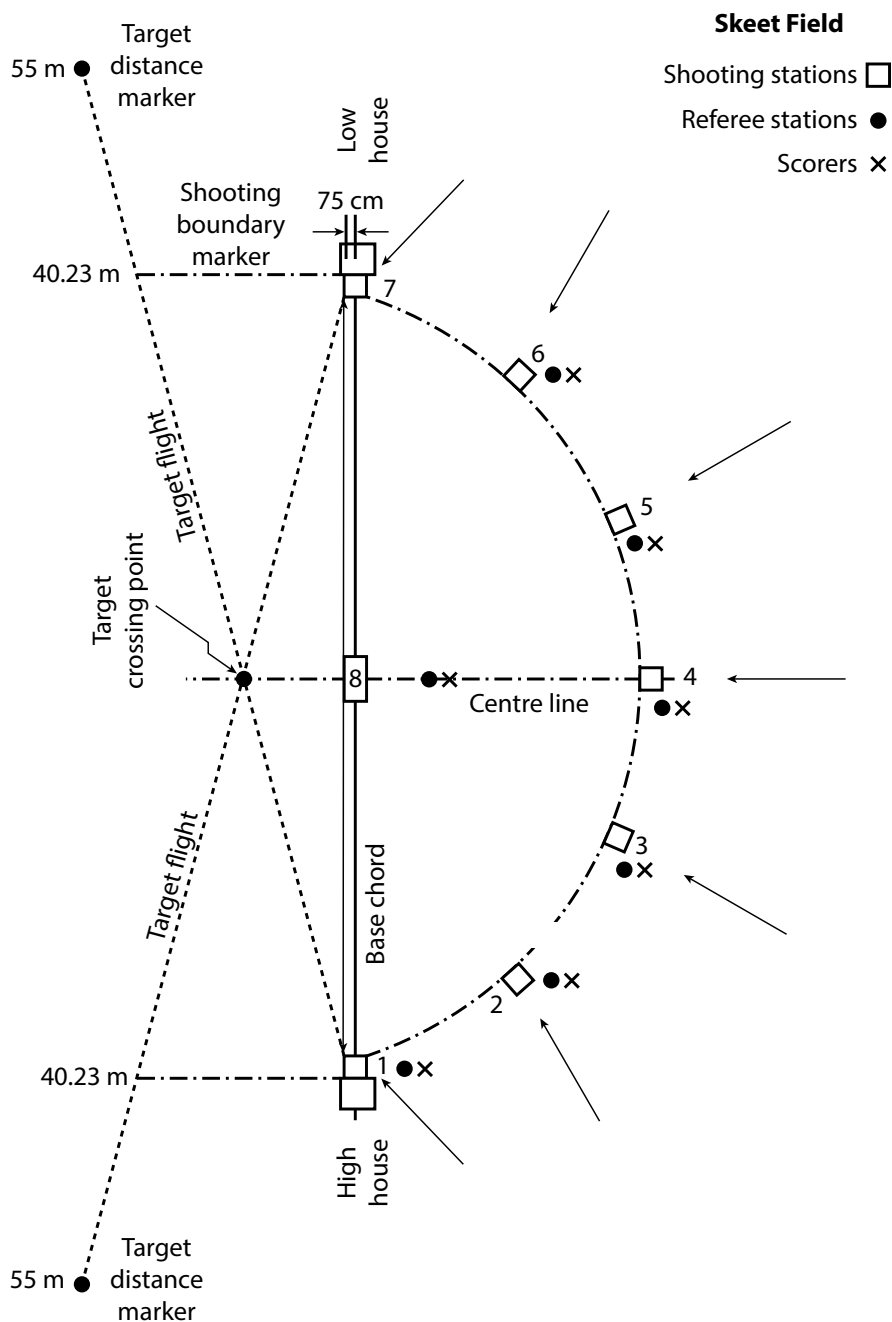 Skeet Field
Shooting stations
Referee stations
Scorers
Target
distance
marker
55 m
Low
house
Shooting
boundary
marker
75 cm
40.23 m
7
6
Target flight
5
Target
crossing point
8
4
Centre line
Target flight
3
Base chord
2
1
40.23 m
High
house
Target
distance
marker
55 m